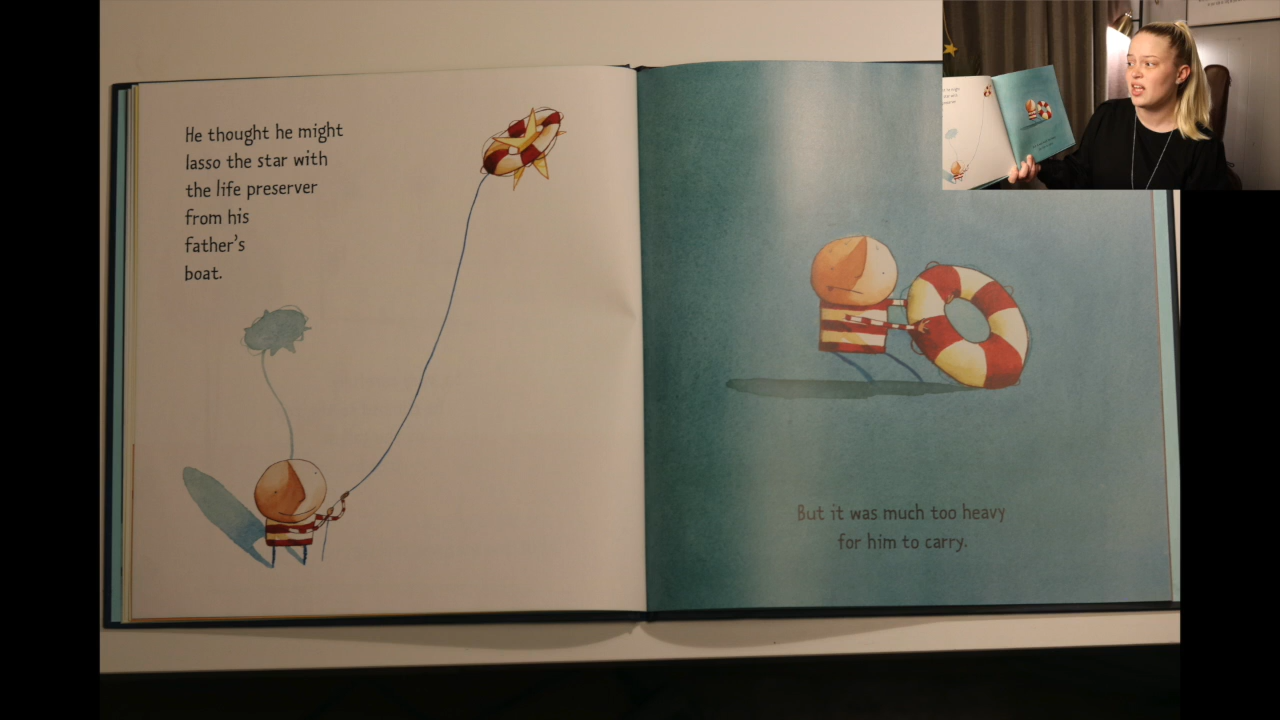 He thought he might
lasso the star with
the life preserver
from his
father's
boat.
But it was much too heavy
for him to carry.